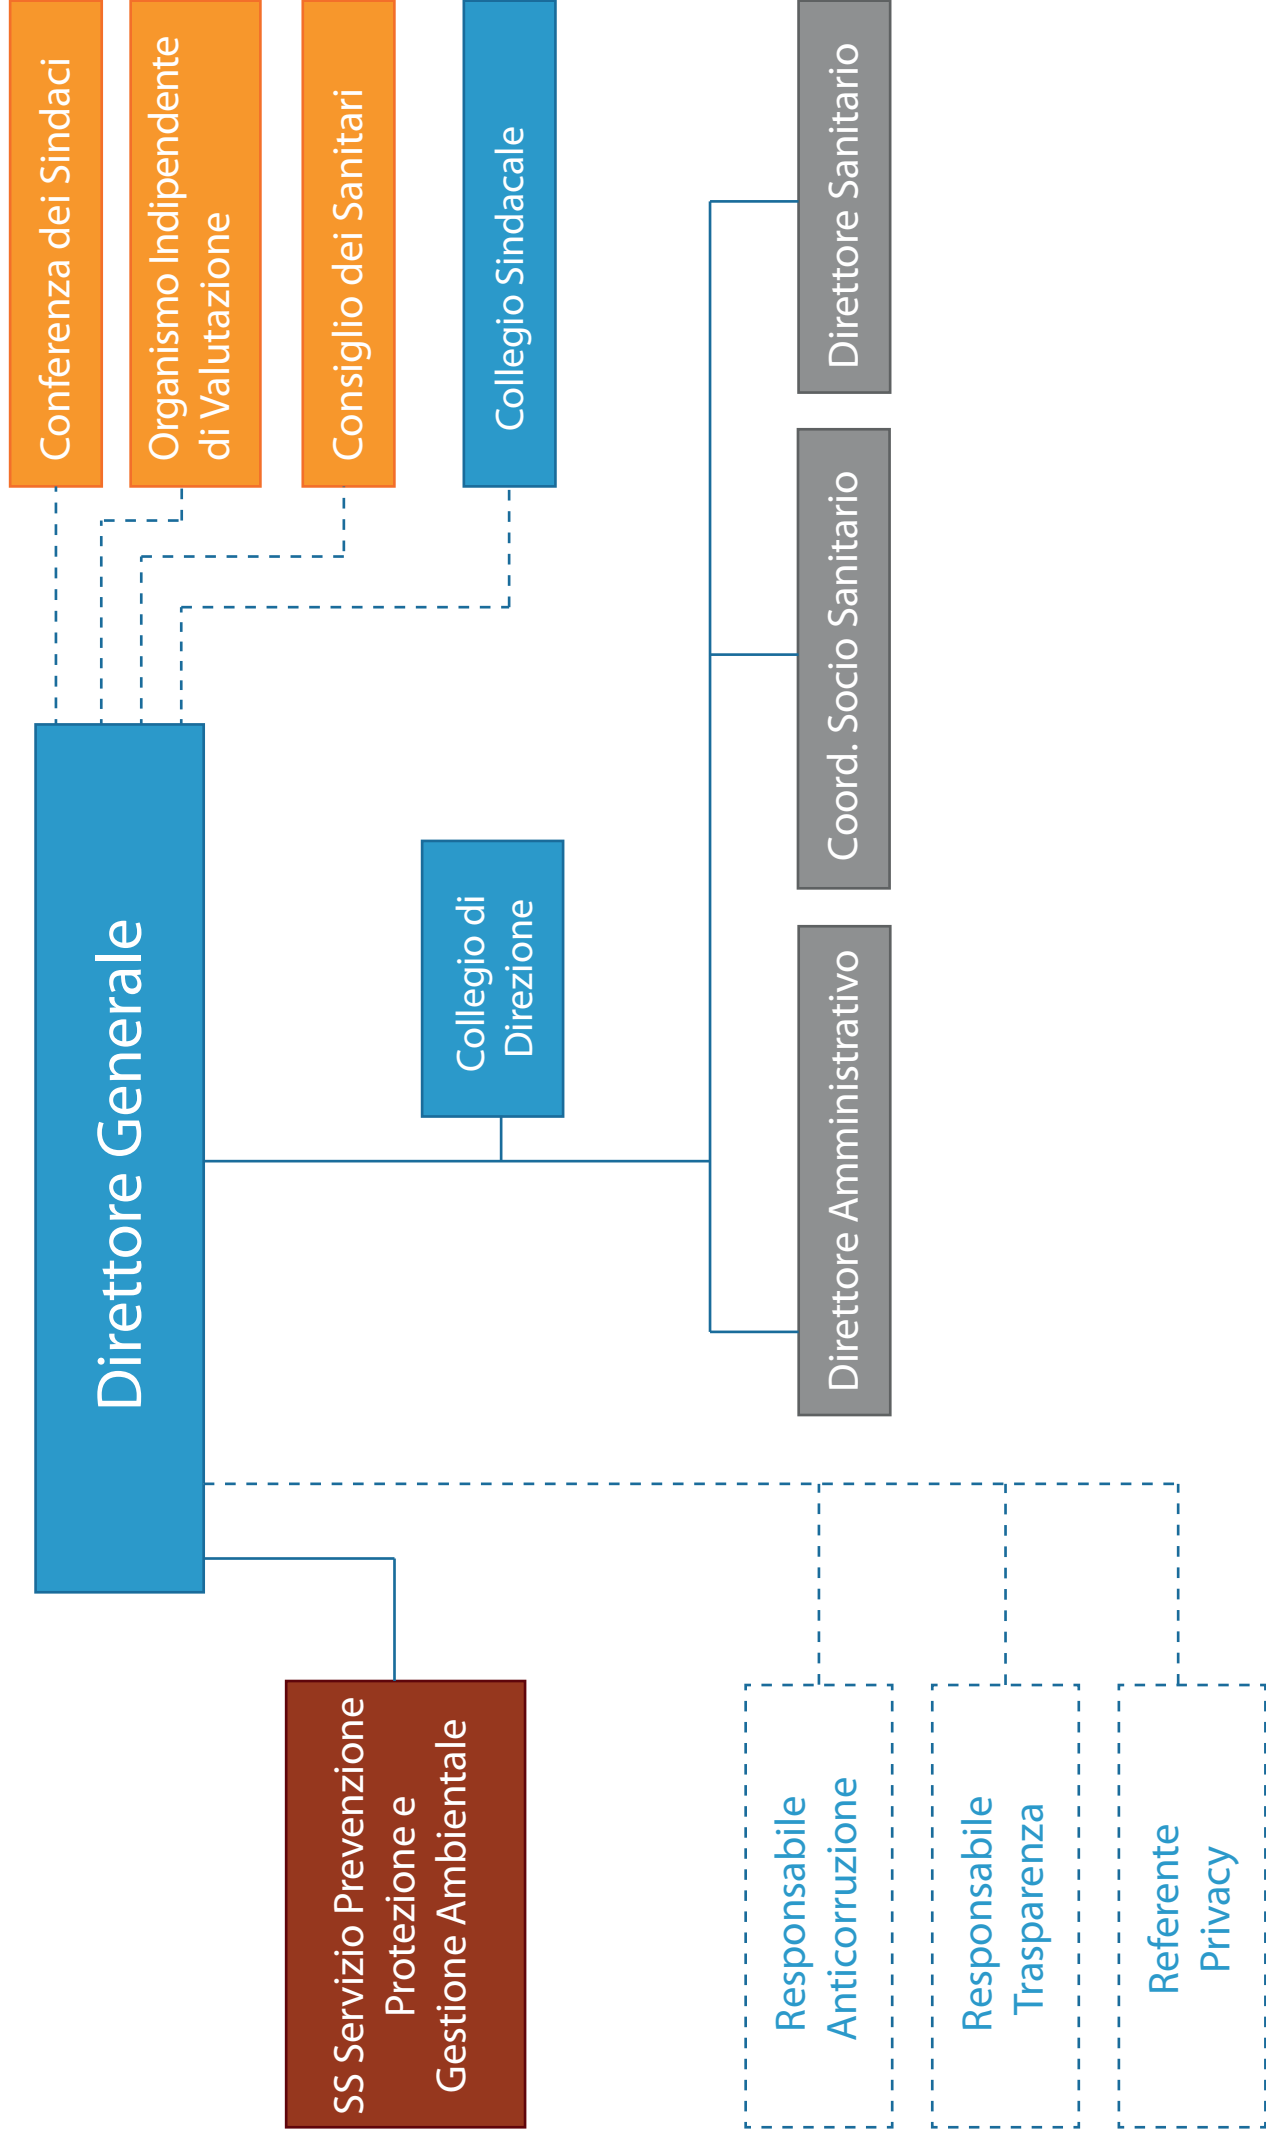 Direttore Generale
Conferenza dei Sindaci
Organismo Indipendente
di Valutazione
Consiglio dei Sanitari
Collegio Sindacale
SS Servizio Prevenzione
Protezione e
Gestione Ambientale
Collegio di
Direzione
Direttore Amministrativo
Coord. Socio Sanitario
Direttore Sanitario
Responsabile
Anticorruzione
Responsabile
Trasparenza
Referente
Privacy